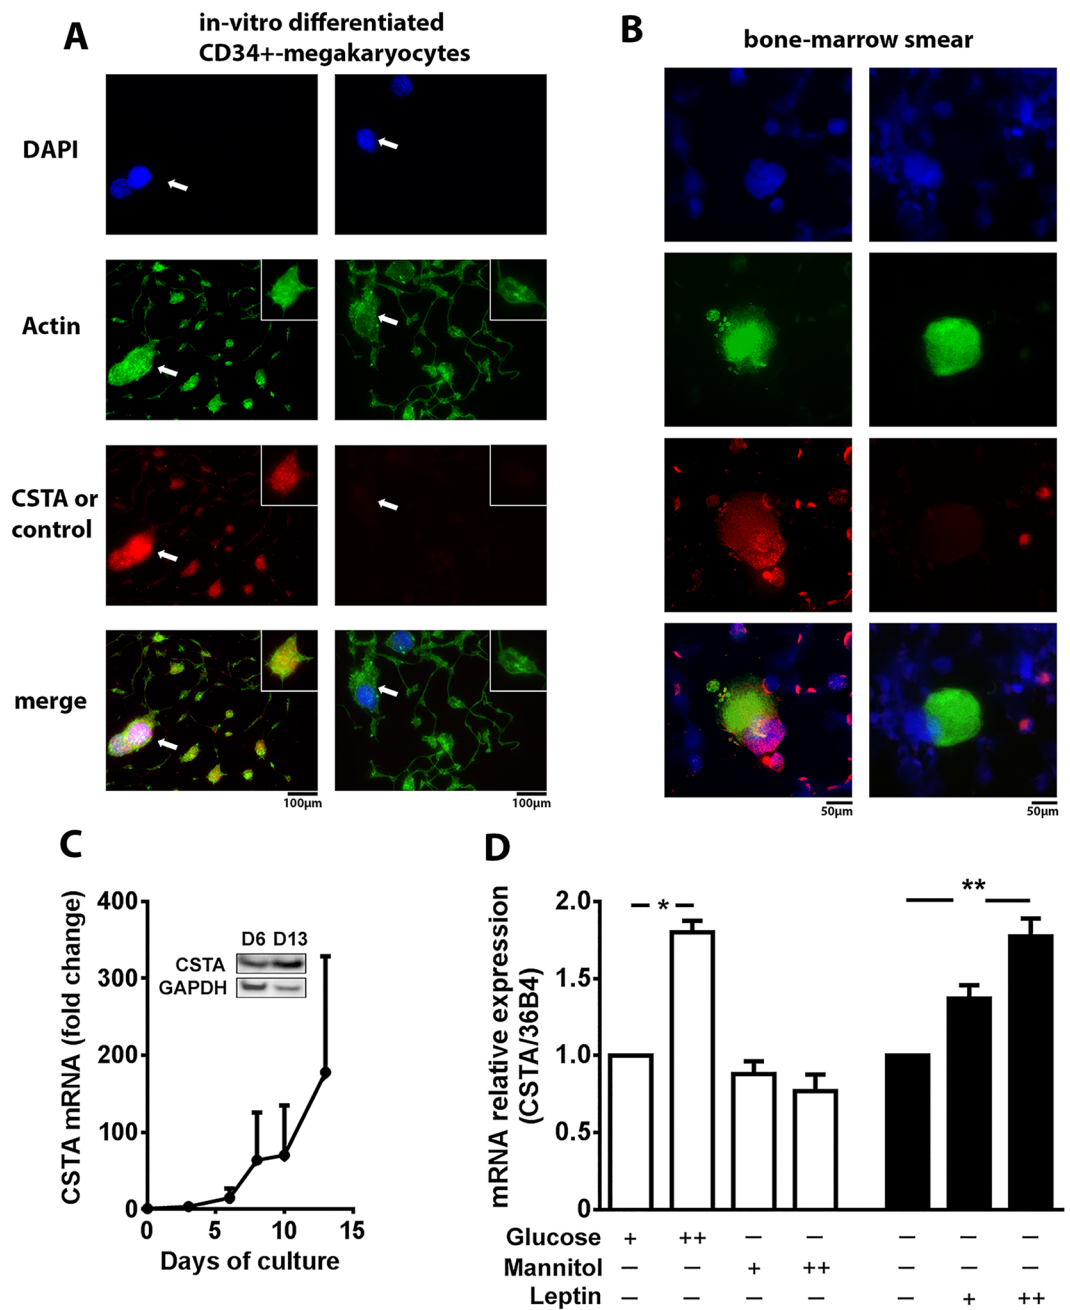 A
in-vitro differentiated
CD34+-megakaryocytes
B
bone-marrow smear
DAPI
Actin
CSTA or
control
merge
100μm
100μm
50μm
50μm
C
CSTA mRNA (fold change)
400
300
200
100
0
D6 D13
CSTA
GAPDH
0 5 10 15
Days of culture
D
mRNA relative expression
(CSTA/36B4)
2.0
1.5
1.0
0.5
0
*
**
Glucose + ++ – – – – –
Mannitol – – + ++ – – –
Leptin – – – – – + ++